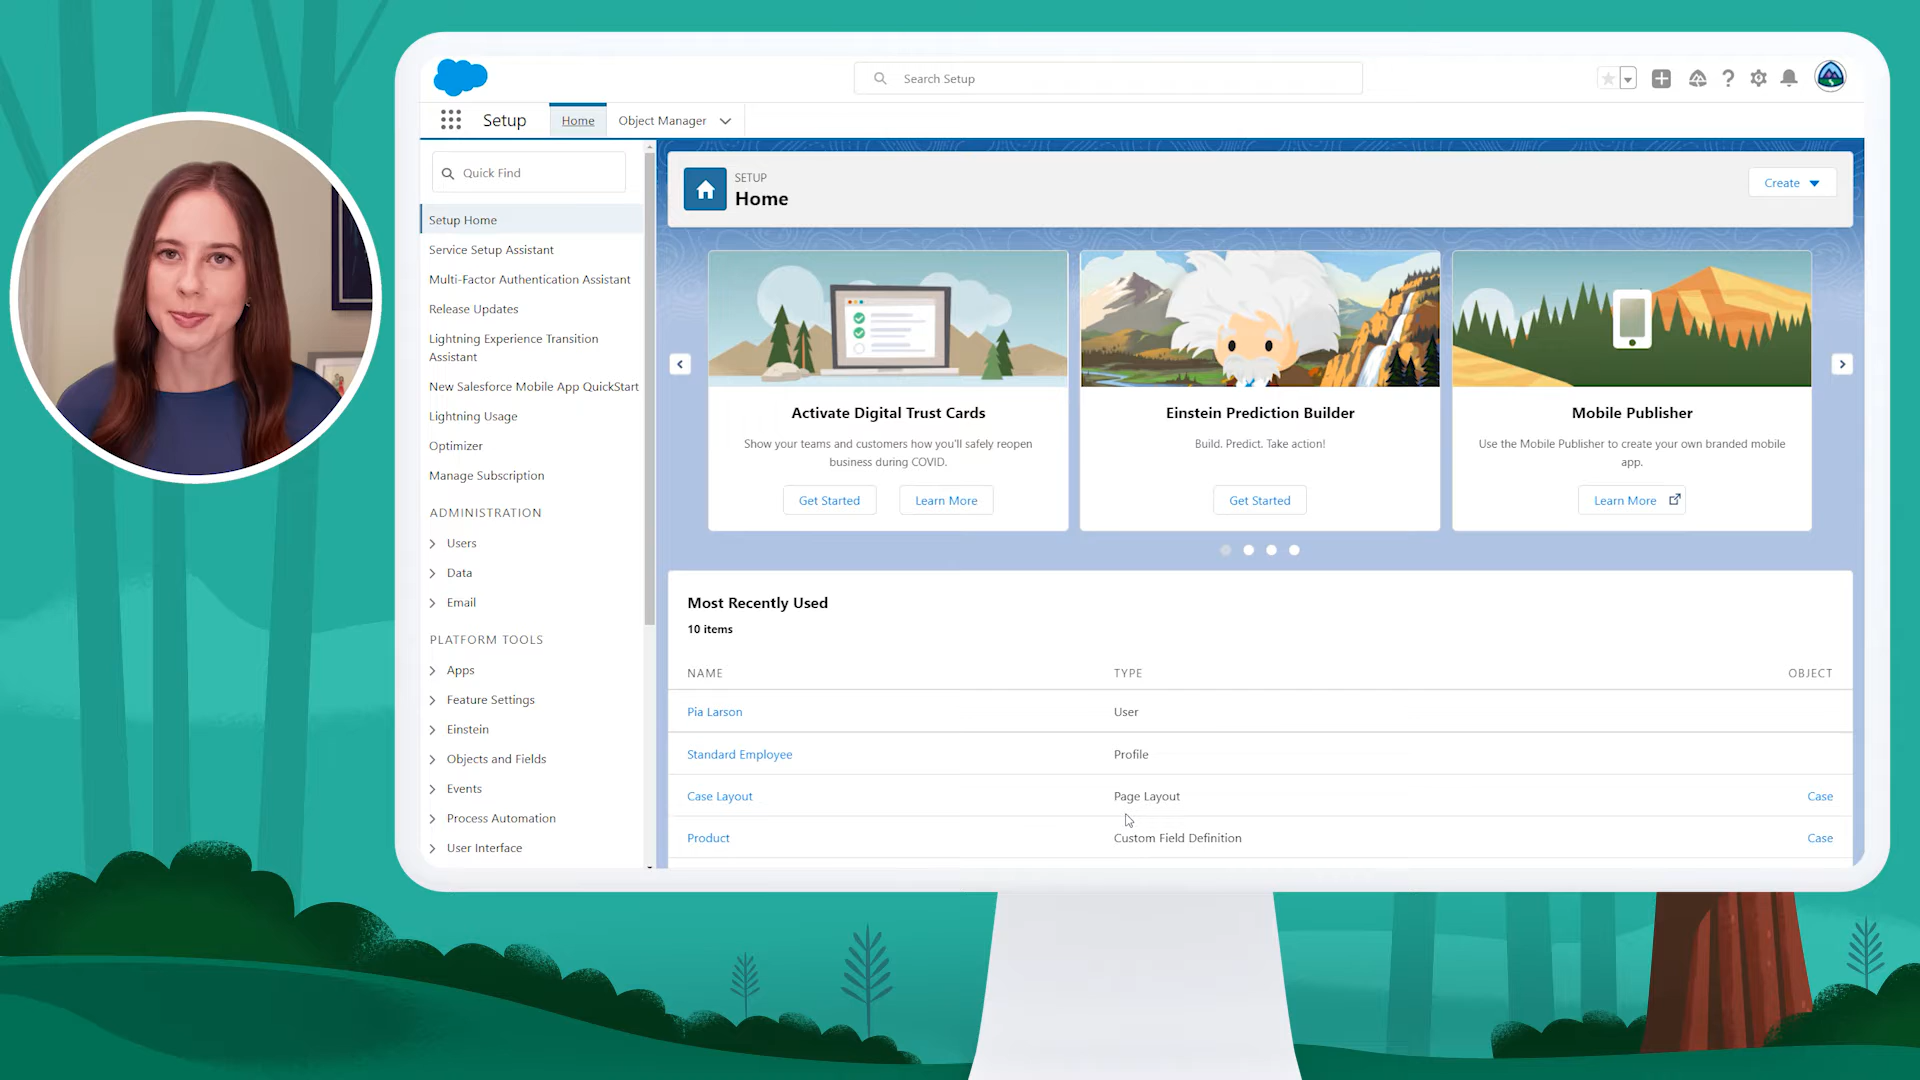 Search Setup
Setup
Home
Object Manager
Quick Find
Setup Home
Service Setup Assistant
Multi-Factor Authentication Assistant
Release Updates
Lightning Experience Transition
Assistant
New Salesforce Mobile App QuickStart
Lightning Usage
Optimizer
Manage Subscription
ADMINISTRATION
Users
Data
Email
PLATFORM TOOLS
Apps
Feature Settings
Einstein
Objects and Fields
Events
Process Automation
User Interface
SETUP
Home
Create
Activate Digital Trust Cards
Show your teams and customers how you'll safely reopen
business during COVID.
Get Started
Learn More
Einstein Prediction Builder
Build. Predict. Take action!
Get Started
Mobile Publisher
Use the Mobile Publisher to create your own branded mobile
app.
Learn More
Most Recently Used
10 items
NAME TYPE OBJECT
Pia Larson User
Standard Employee Profile
Case Layout Page Layout Case
Product Custom Field Definition Case